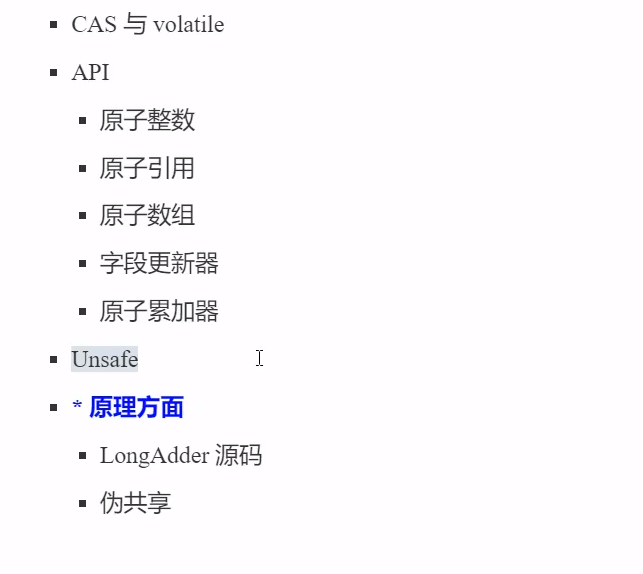 CAS 与 volatile
API
原子整数
原子引用
原子数组
字段更新器
原子累加器
Unsafe
* 原理方面
LongAdder 源码
伪共享